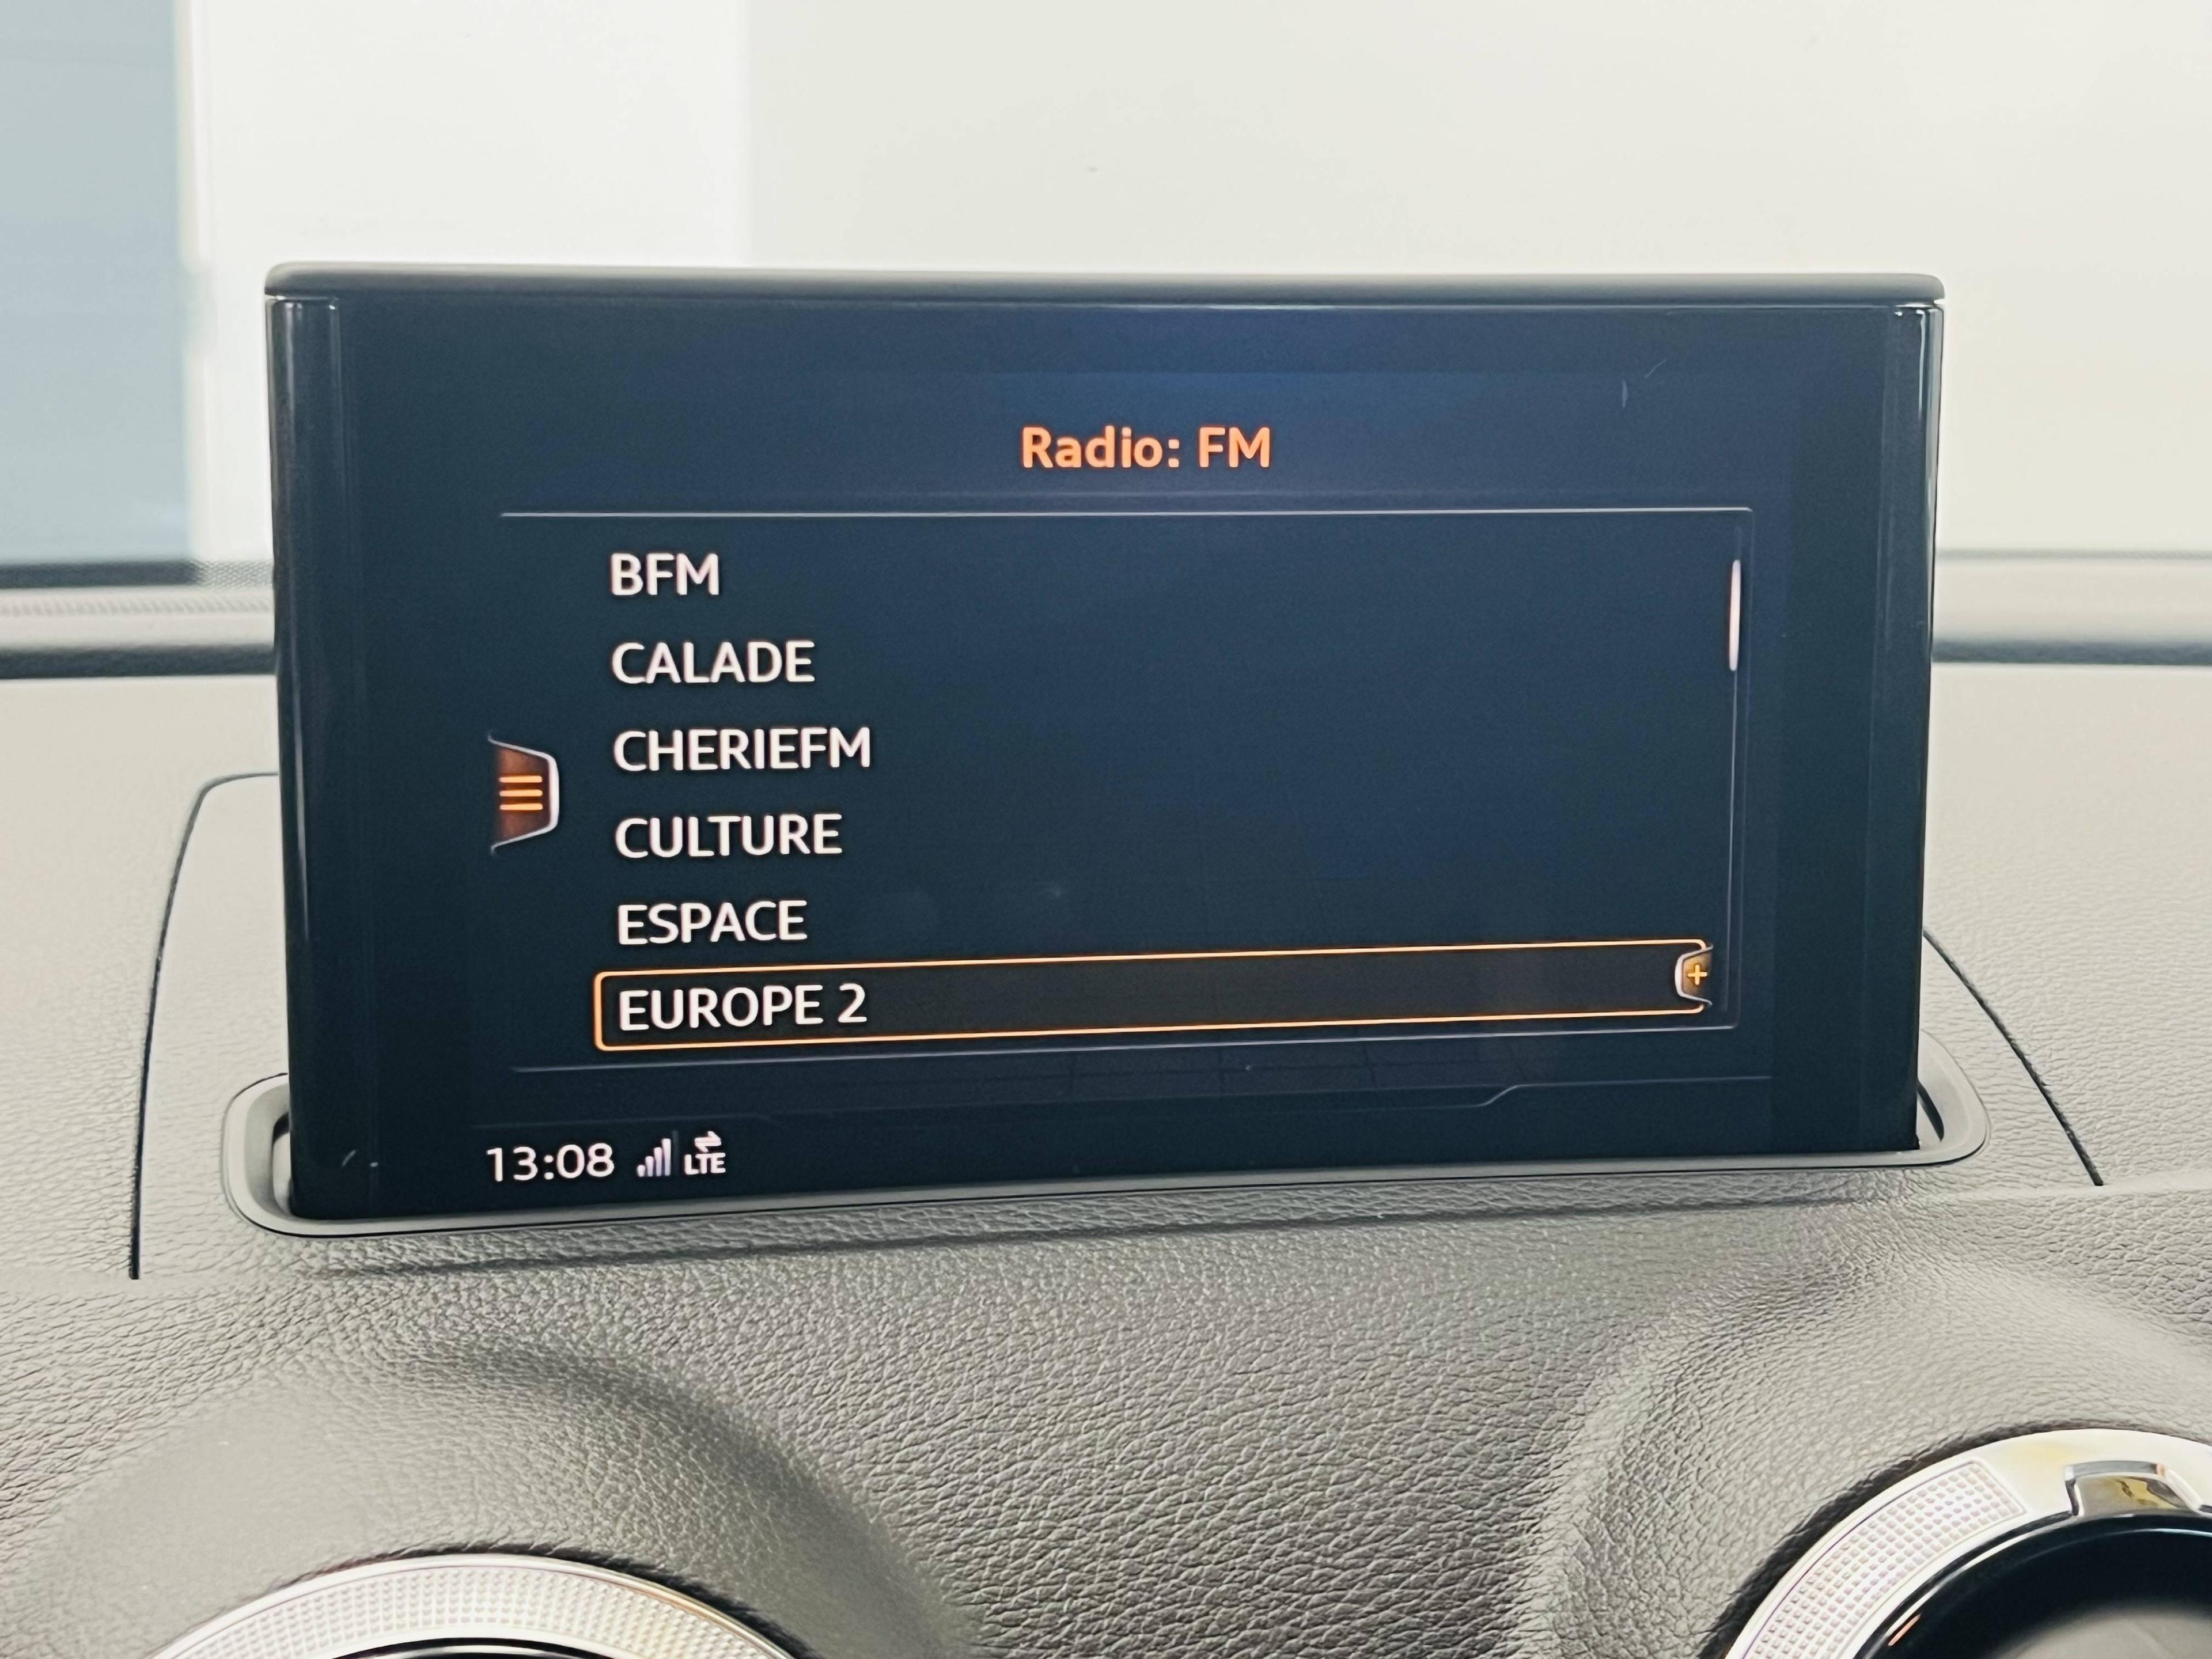 Radio: FM
BFM
CALADE
CHERIEFM
CULTURE
ESPACE
EUROPE 2
13:08 LTE